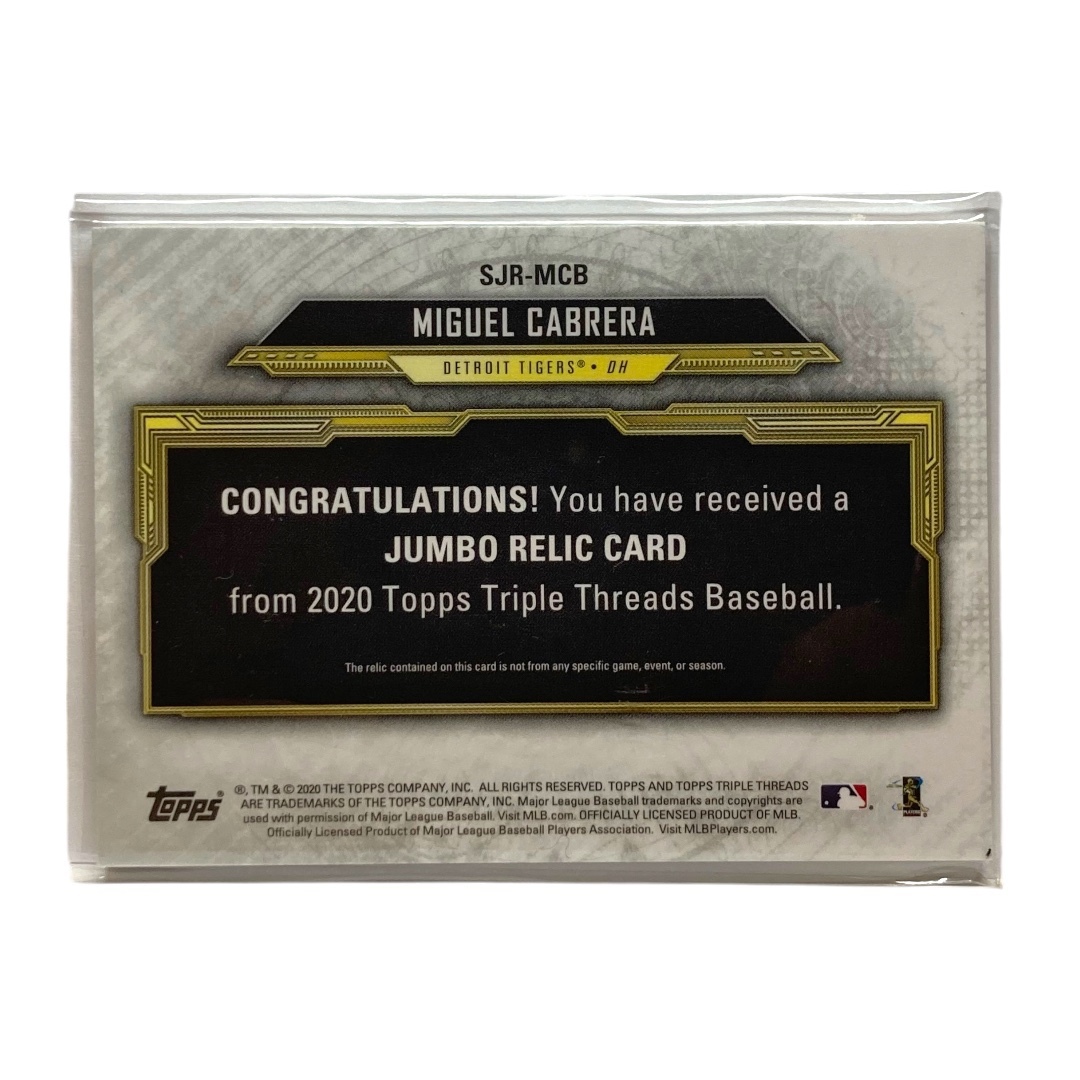 SJR-MCB
MIGUEL CABRERA
DETROIT TIGERS® • DH
CONGRATULATIONS! You have received a
JUMBO RELIC CARD
from 2020 Topps Triple Threads Baseball.
The relic contained on this card is not from any specific game, event, or season.
Topps®
®, TM & © 2020 THE TOPPS COMPANY, INC. ALL RIGHTS RESERVED. TOPPS AND TOPPS TRIPLE THREADS
ARE TRADEMARKS OF THE TOPPS COMPANY, INC. Major League Baseball trademarks and copyrights are
used with permission of Major League Baseball. Visit MLB.com. OFFICIALLY LICENSED PRODUCT OF MLB.
Officially Licensed Product of Major League Baseball Players Association. Visit MLBPlayers.com.